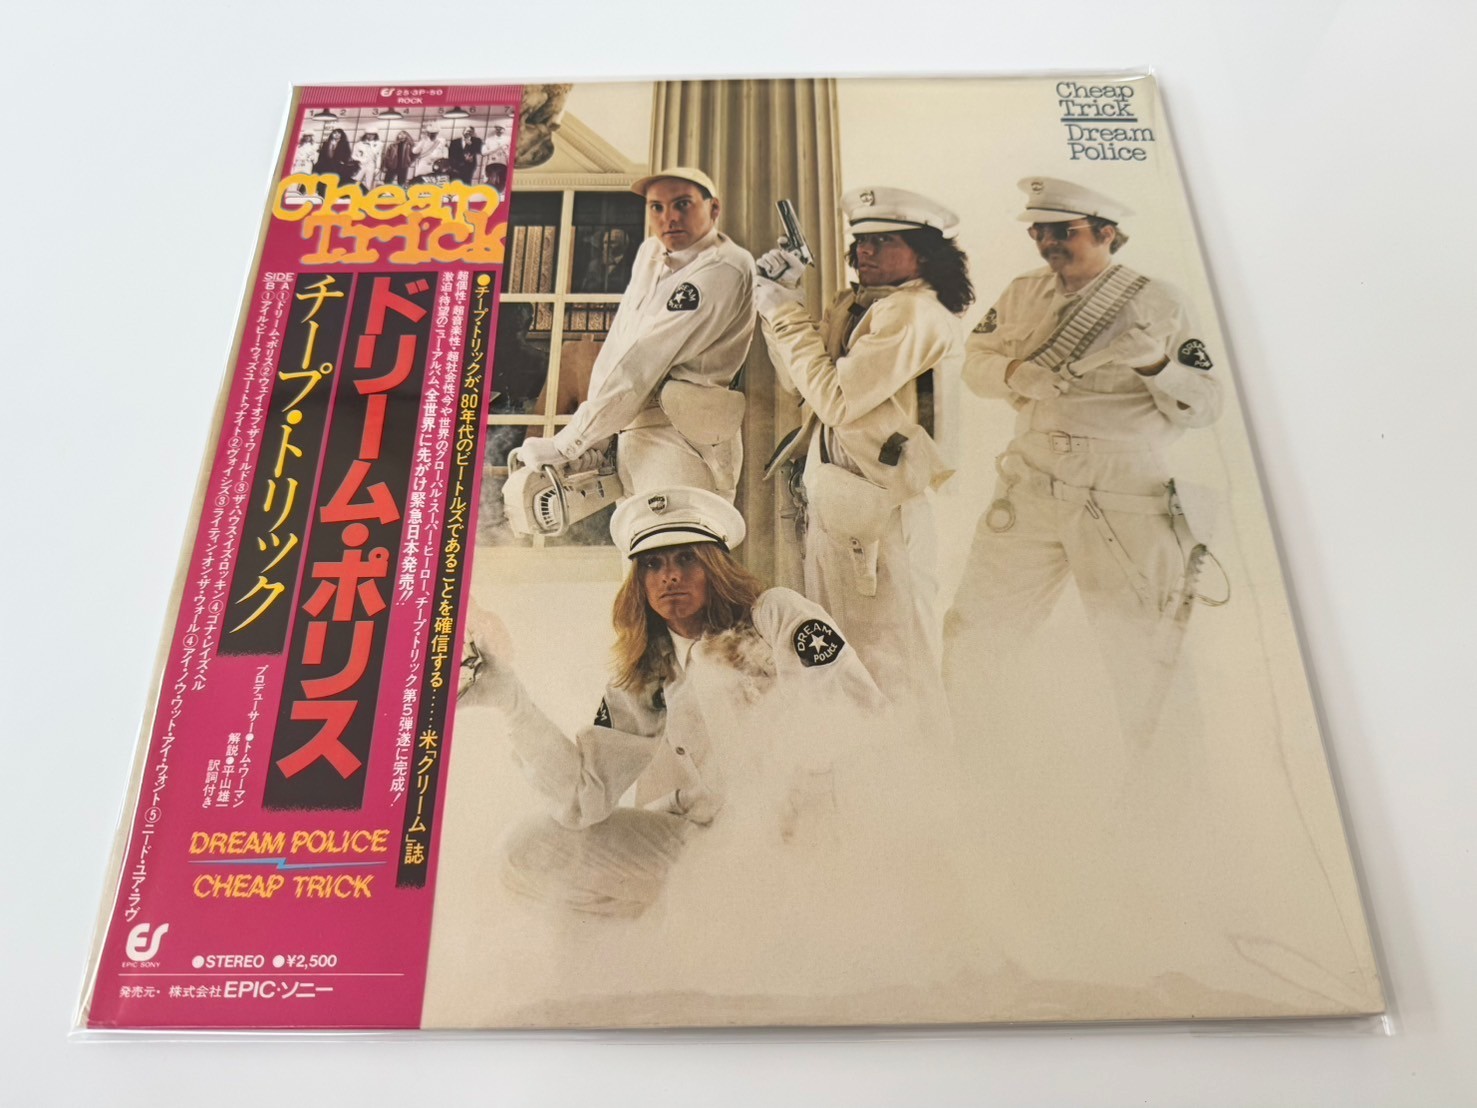 ES 25·3P-50
ROCK
1 2 3 4 5 6 7
Cheap
Trick
●チープ・トリックが、80年代のビートルズであることを確信する……米「クリーム」誌
超個性・超音楽性・超社会性、今や世界のグローバル・スーパー・ヒーロー、チープ・トリック第5弾遂に完成!
激迫・待望のニュー・アルバム、全世界に先がけ緊急日本発売!!
ドリーム・ポリス
チープ・トリック
SIDE A ①ドリーム・ポリス②ウェイ・オブ・ザ・ワールド③ザ・ハウス・イズ・ロッキン④ゴナ・レイズ・ヘル
B ①アイル・ビー・ウィズ・ユー・トゥナイト②ヴォイシズ③ライティン・オン・ザ・ウォール④アイ・ノウ・ワット・アイ・ウォント⑤ニード・ユア・ラヴ
プロデューサー●トム・ワーマン
解説●平山雄一
訳詞付き
DREAM POLICE
CHEAP TRICK
ES
EPIC SONY
●STEREO ●¥2,500
発売元・株式会社EPIC・ソニー
Cheap
Trick
Dream
Police
DREAM
POLICE